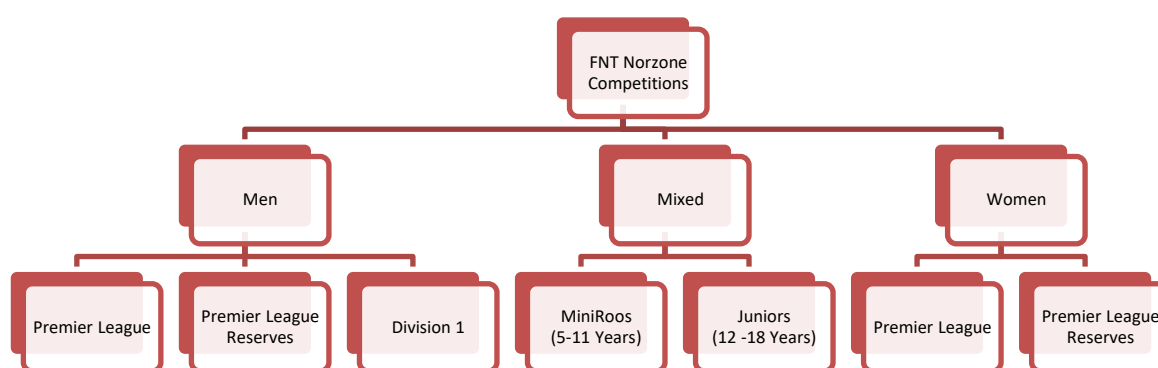 FNT Norzone
Competitions
Men
Mixed
Women
Premier League
Premier League
Reserves
Division 1
MiniRoos
(5-11 Years)
Juniors
(12 -18 Years)
Premier League
Premier League
Reserves